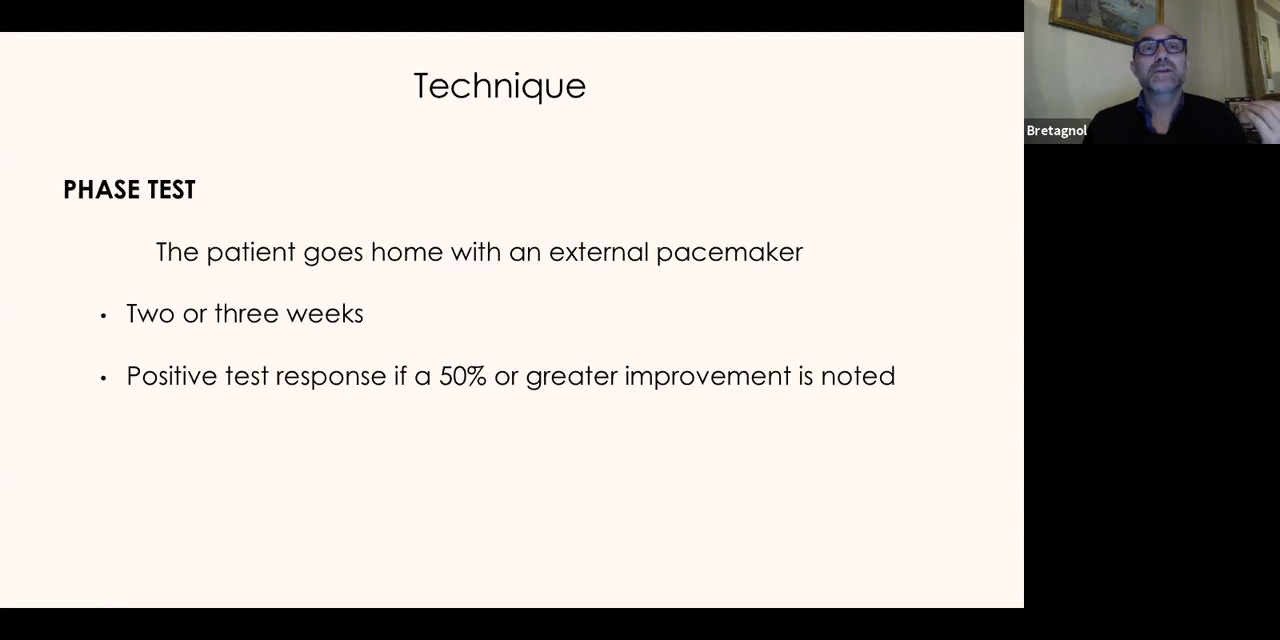 Technique
PHASE TEST
The patient goes home with an external pacemaker
• Two or three weeks
• Positive test response if a 50% or greater improvement is noted
Bretagnol